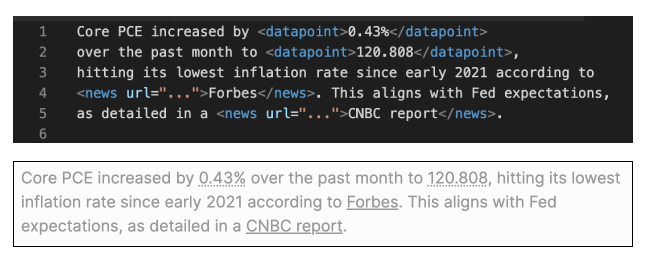 1 Core PCE increased by <datapoint>0.43%</datapoint>
2 over the past month to <datapoint>120.808</datapoint>,
3 hitting its lowest inflation rate since early 2021 according to
4 <news url="...">Forbes</news>. This aligns with Fed expectations,
5 as detailed in a <news url="...">CNBC report</news>.
6
Core PCE increased by 0.43% over the past month to 120.808, hitting its lowest
inflation rate since early 2021 according to Forbes. This aligns with Fed
expectations, as detailed in a CNBC report.